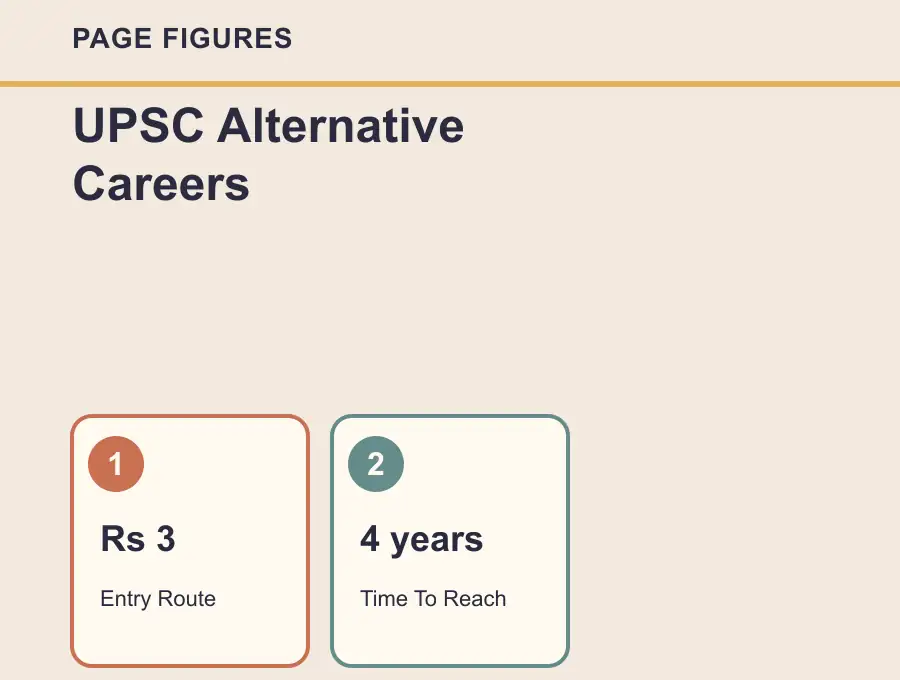 PAGE FIGURES
UPSC Alternative
Careers
1
Rs 3
Entry Route
2
4 years
Time To Reach